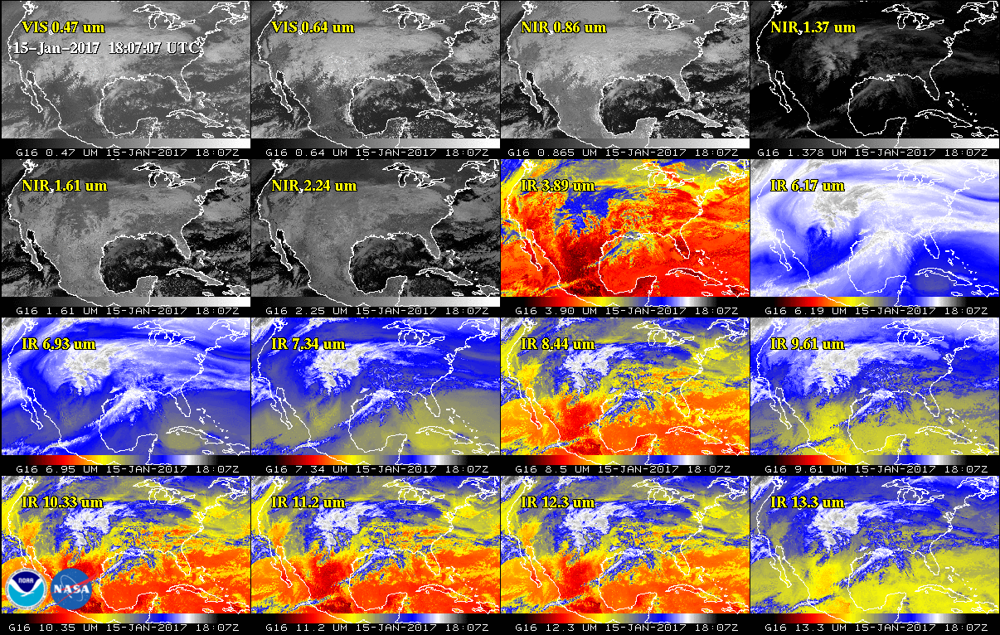 VIS 0.47 um
VIS 0.64 um
NIR 0.86 um
NIR 1.37 um
15-Jan-2017 18:07:07 UTC
G16 0.47 UM 15-JAN-2017 18:07Z
G16 0.64 UM 15-JAN-2017 18:07Z
G16 0.865 UM 15-JAN-2017 18:07Z
G16 1.378 UM 15-JAN-2017 18:07Z
NIR 1.61 um
NIR 2.24 um
IR 3.89 um
IR 6.17 um
G16 1.61 UM 15-JAN-2017 18:07Z
G16 2.25 UM 15-JAN-2017 18:07Z
G16 3.90 UM 15-JAN-2017 18:07Z
G16 6.19 UM 15-JAN-2017 18:07Z
IR 6.93 um
IR 7.34 um
IR 8.44 um
IR 9.61 um
G16 6.95 UM 15-JAN-2017 18:07Z
G16 7.34 UM 15-JAN-2017 18:07Z
G16 8.5 UM 15-JAN-2017 18:07Z
G16 9.61 UM 15-JAN-2017 18:07Z
IR 10.33 um
IR 11.2 um
IR 12.3 um
IR 13.3 um
NOAA
NASA
G16 10.35 UM 15-JAN-2017 18:07Z
G16 11.2 UM 15-JAN-2017 18:07Z
G16 12.3 UM 15-JAN-2017 18:07Z
G16 13.3 UM 15-JAN-2017 18:07Z